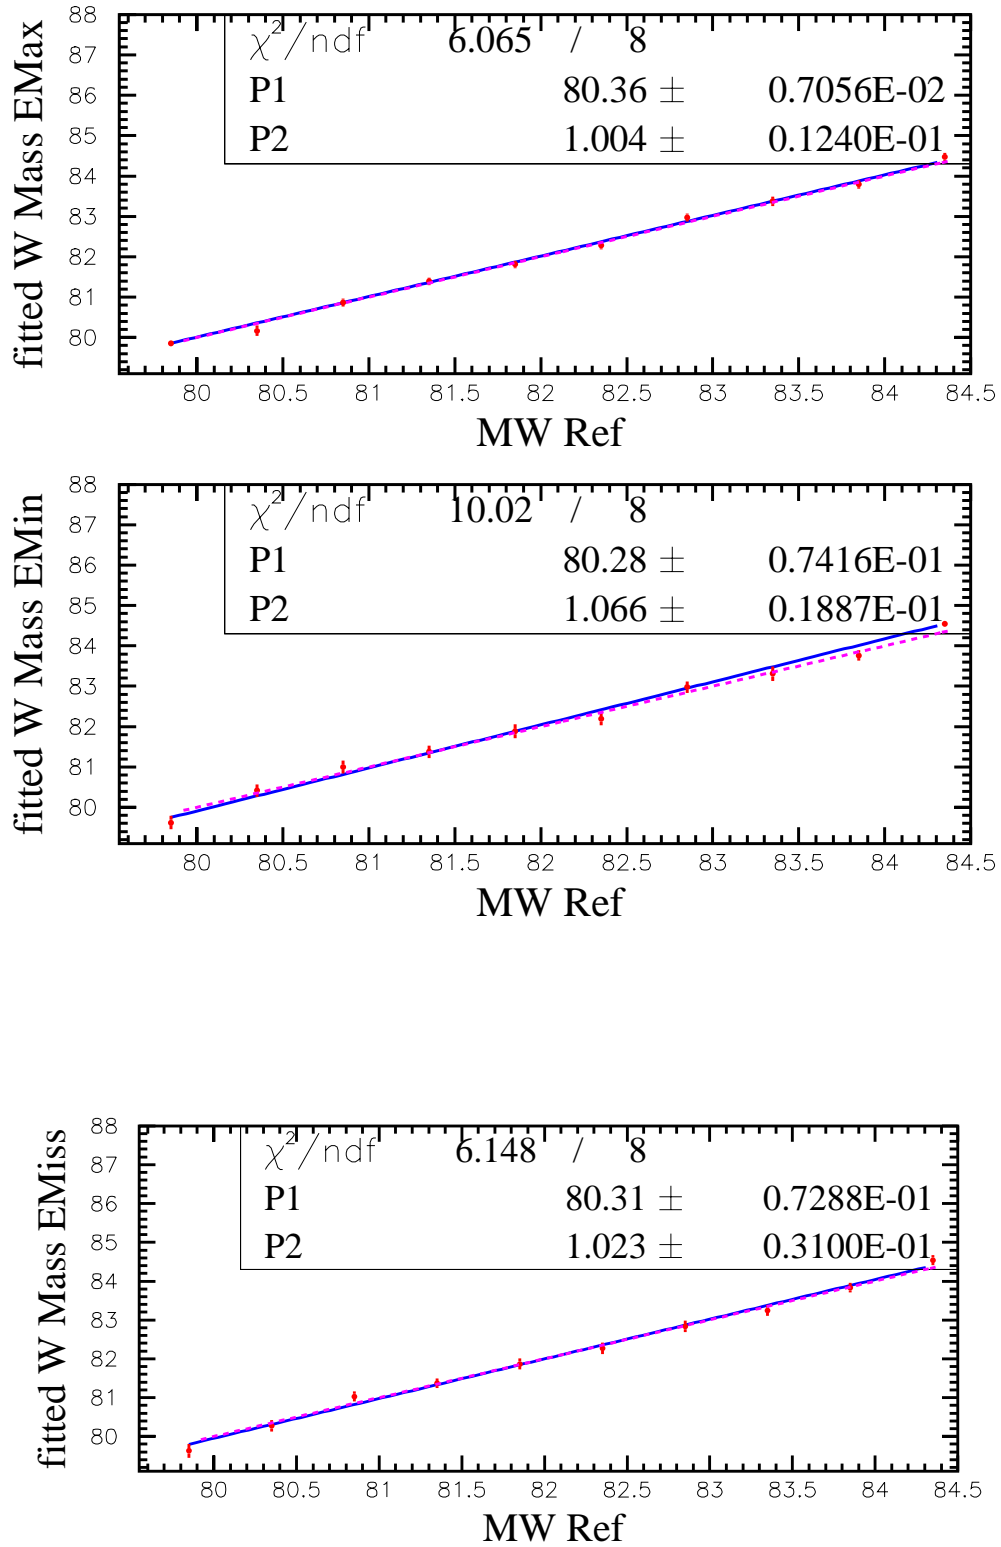 fitted W Mass EMax
88
87
86
85
84
83
82
81
80
χ²/ndf 6.065 / 8
P1 80.36 ± 0.7056E-02
P2 1.004 ± 0.1240E-01
80 80.5 81 81.5 82 82.5 83 83.5 84 84.5
MW Ref
fitted W Mass EMin
88
87
86
85
84
83
82
81
80
χ²/ndf 10.02 / 8
P1 80.28 ± 0.7416E-01
P2 1.066 ± 0.1887E-01
80 80.5 81 81.5 82 82.5 83 83.5 84 84.5
MW Ref
fitted W Mass EMiss
88
87
86
85
84
83
82
81
80
χ²/ndf 6.148 / 8
P1 80.31 ± 0.7288E-01
P2 1.023 ± 0.3100E-01
80 80.5 81 81.5 82 82.5 83 83.5 84 84.5
MW Ref